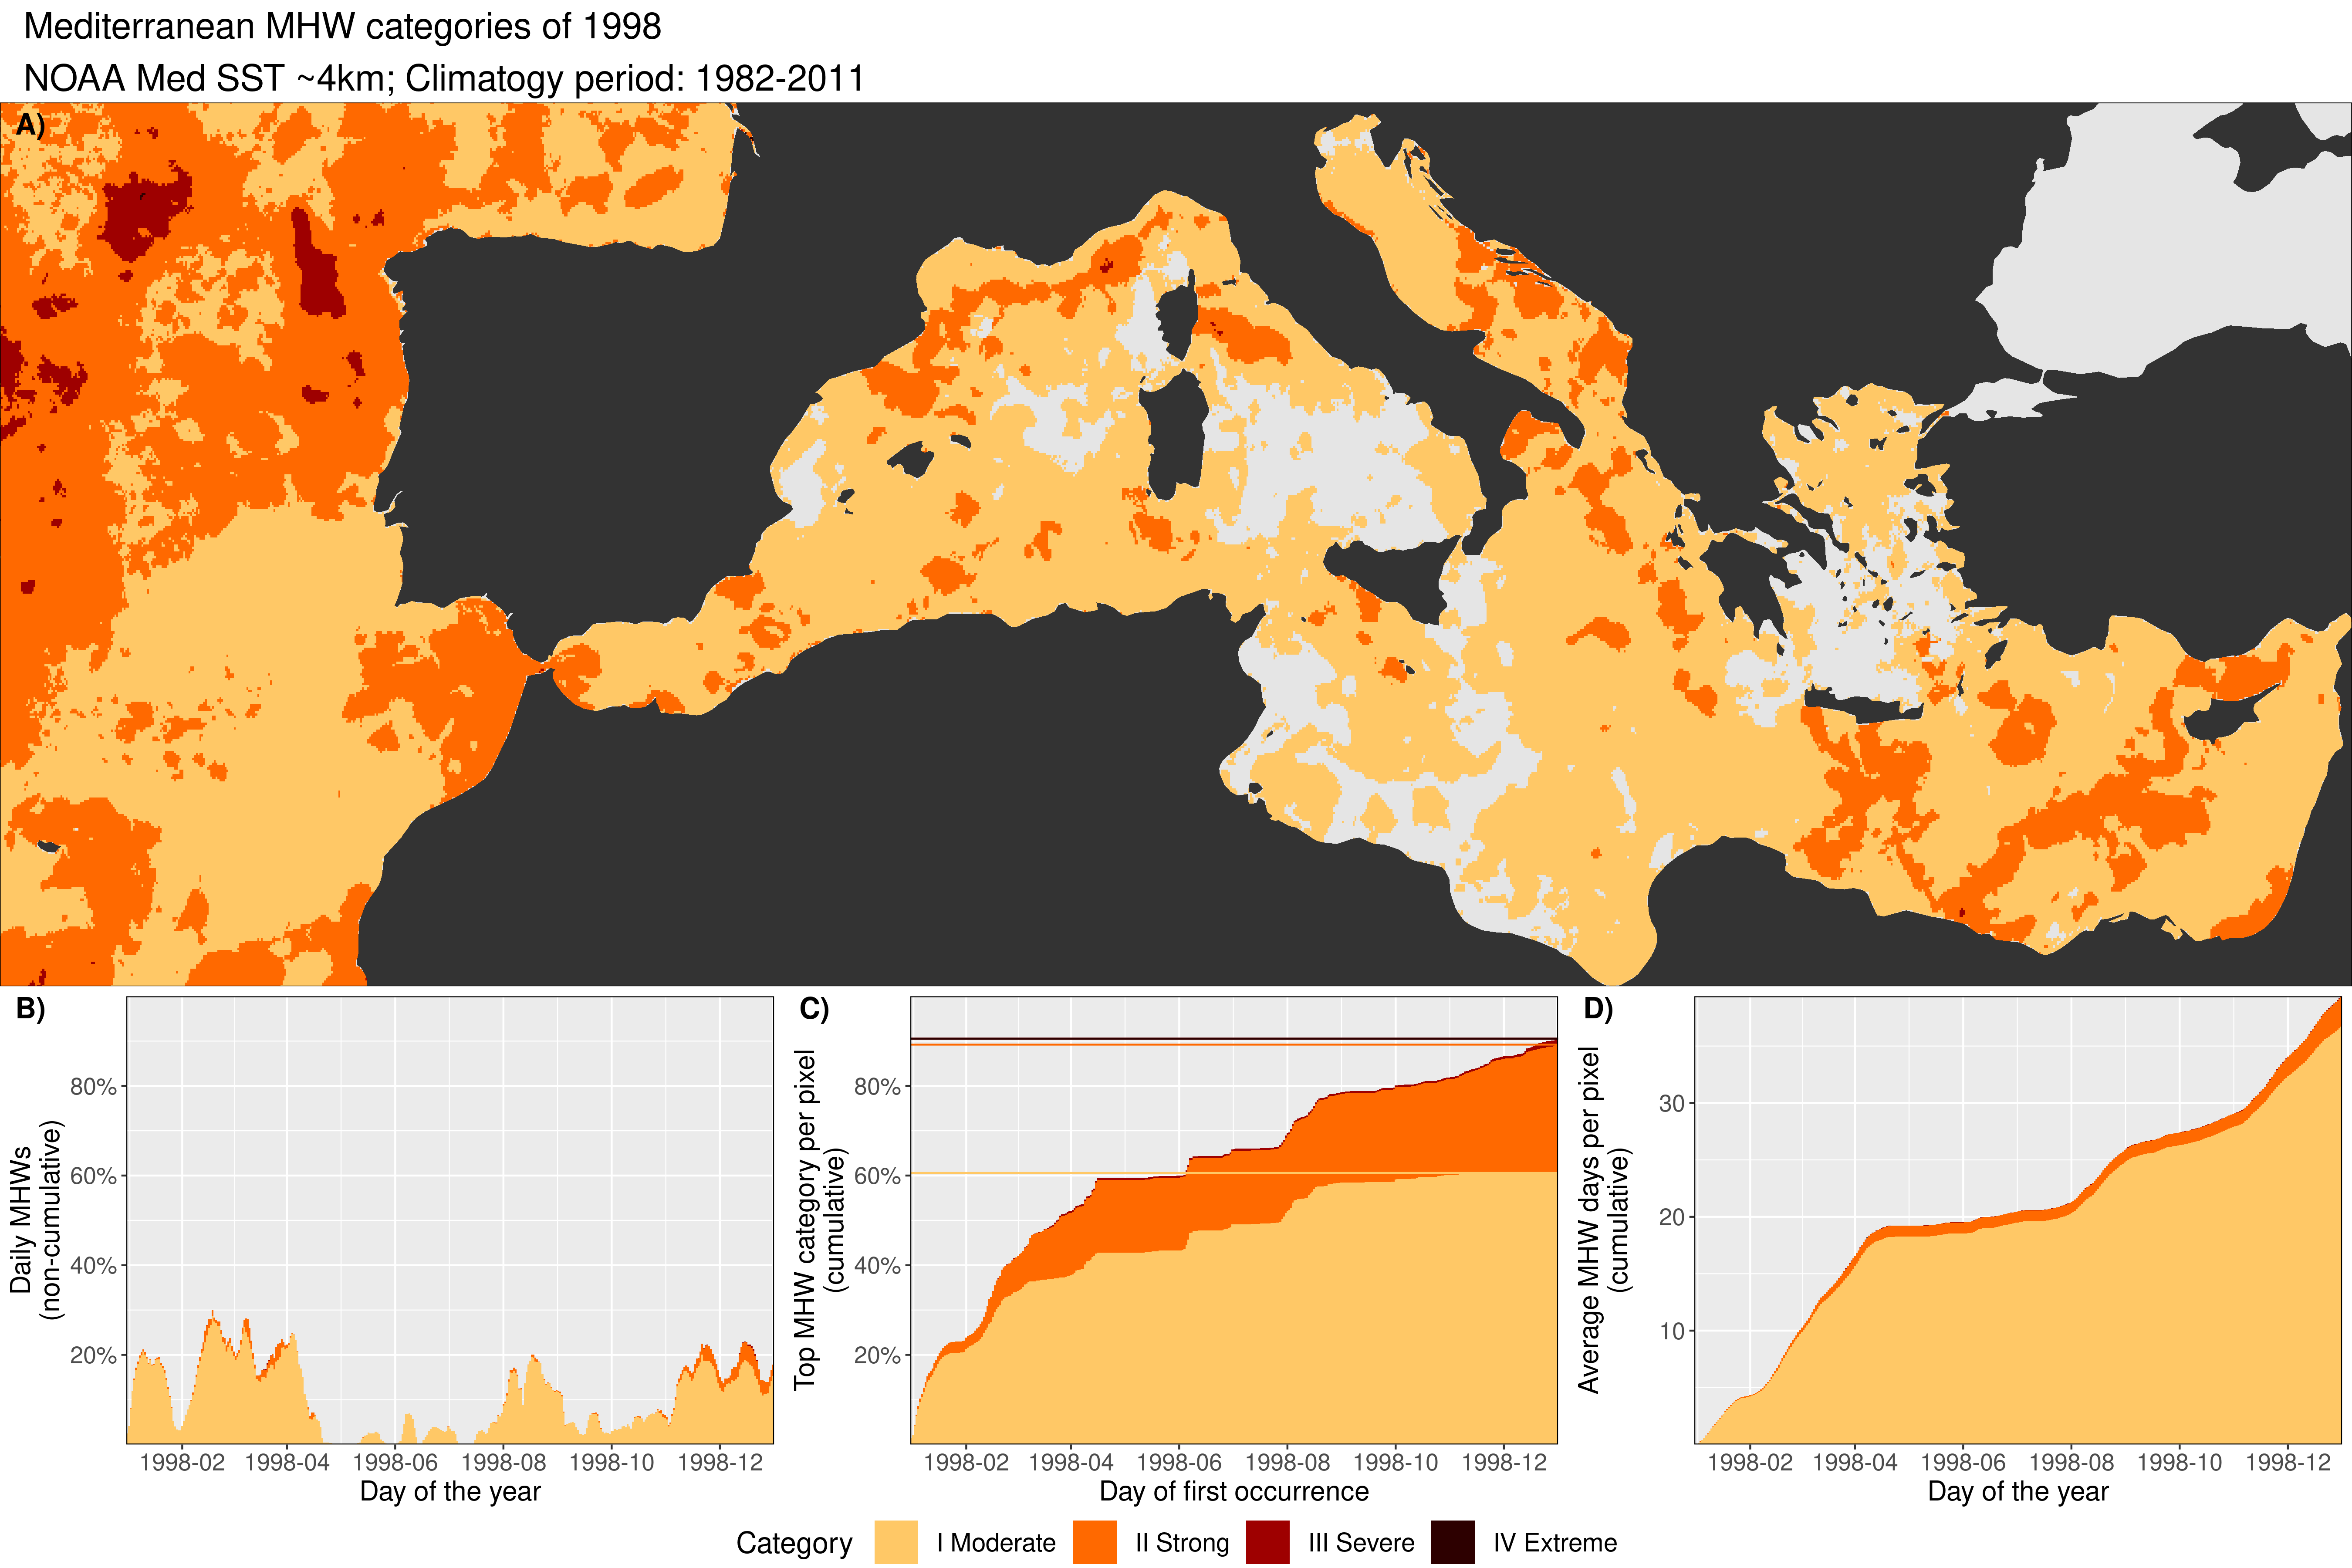 Mediterranean MHW categories of 1998
NOAA Med SST ~4km; Climatogy period: 1982-2011
A)
B)
Daily MHWs
(non-cumulative)
80%
60%
40%
20%
1998-02 1998-04 1998-06 1998-08 1998-10 1998-12
Day of the year
C)
Top MHW category per pixel
(cumulative)
80%
60%
40%
20%
1998-02 1998-04 1998-06 1998-08 1998-10 1998-12
Day of first occurrence
D)
Average MHW days per pixel
(cumulative)
30
20
10
1998-02 1998-04 1998-06 1998-08 1998-10 1998-12
Day of the year
Category I Moderate II Strong III Severe IV Extreme